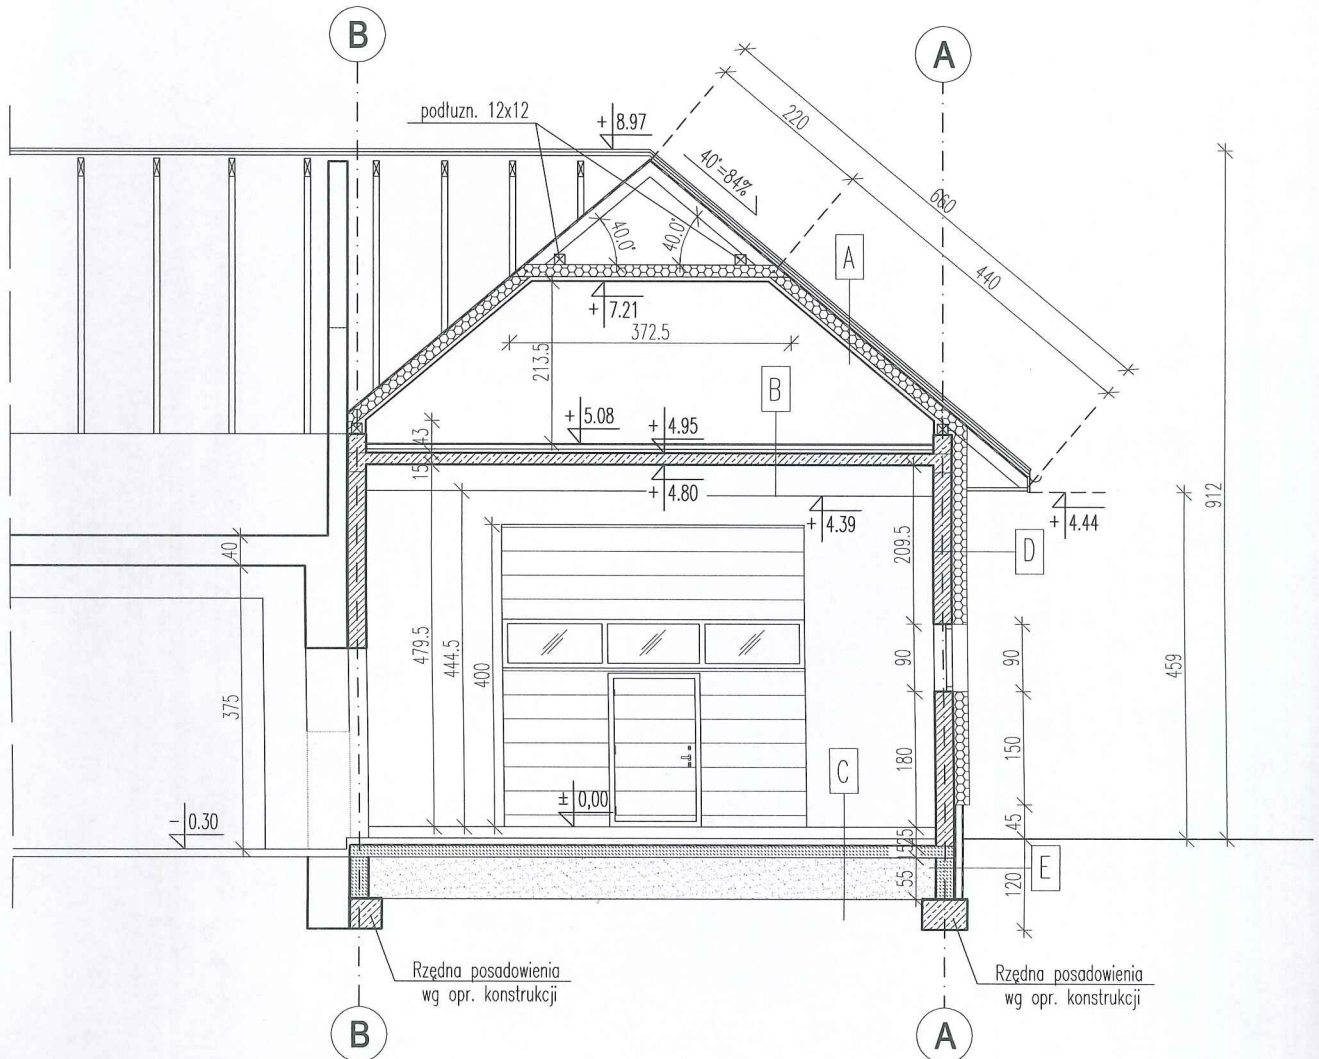 B
A
podłużn. 12x12
+ 8.97
220
40°=84%
660
40.0°
40.0°
A
440
+ 7.21
372.5
213.5
B
+ 5.08
+ 4.95
43
15
+ 4.80
+ 4.39
+ 4.44
912
40
209.5
D
479.5
444.5
400
90
90
459
375
180
150
C
± 0,00
- 0.30
45
E
55
120
Rzędna posadowienia
wg opr. konstrukcji
Rzędna posadowienia
wg opr. konstrukcji
B
A